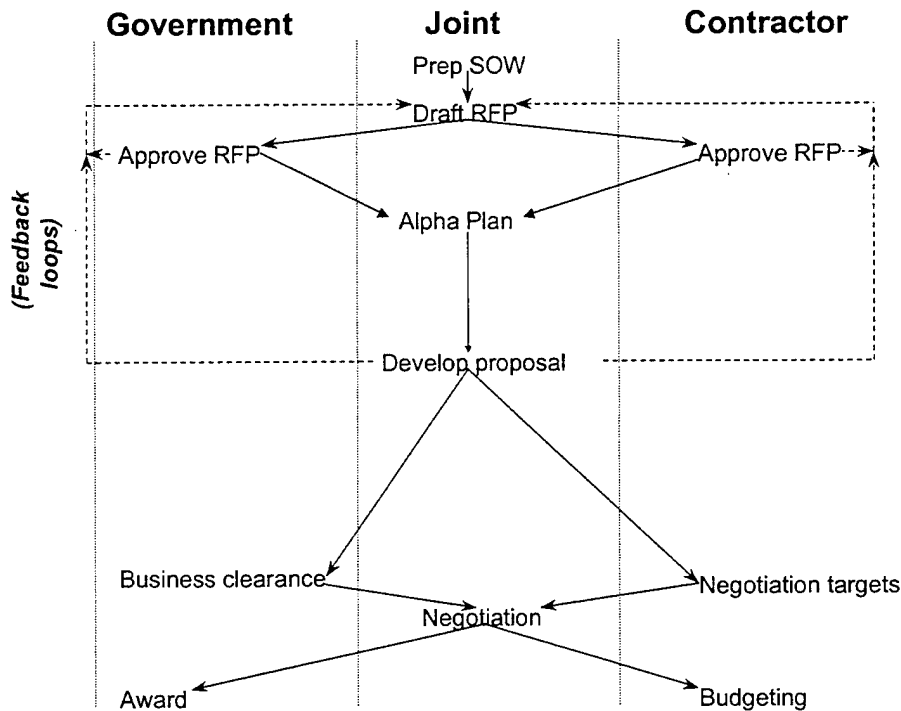 Government Joint Contractor
Prep SOW
Draft RFP
Approve RFP Approve RFP
Alpha Plan
(Feedback
loops)
Develop proposal
Business clearance Negotiation targets
Negotiation
Award Budgeting